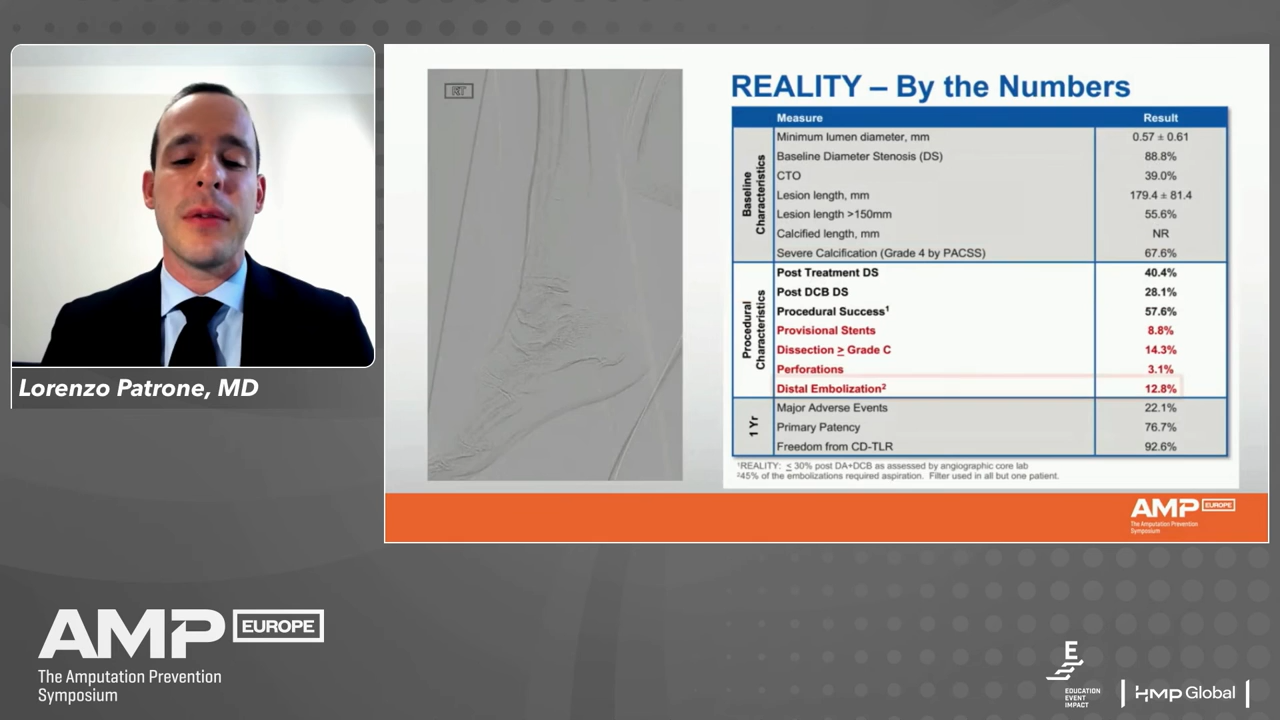 RT
REALITY – By the Numbers
Measure Result
Baseline Characteristics
Minimum lumen diameter, mm 0.57 ± 0.61
Baseline Diameter Stenosis (DS) 88.8%
CTO 39.0%
Lesion length, mm 179.4 ± 81.4
Lesion length >150mm 55.6%
Calcified length, mm NR
Severe Calcification (Grade 4 by PACSS) 67.6%
Procedural Characteristics
Post Treatment DS 40.4%
Post DCB DS 28.1%
Procedural Success¹ 57.6%
Provisional Stents 8.8%
Dissection ≥ Grade C 14.3%
Perforations 3.1%
Distal Embolization² 12.8%
1 Yr
Major Adverse Events 22.1%
Primary Patency 76.7%
Freedom from CD-TLR 92.6%
¹REALITY: ≤ 30% post DA+DCB as assessed by angiographic core lab
²45% of the embolizations required aspiration. Filter used in all but one patient.
AMP EUROPE
The Amputation Prevention
Symposium
Lorenzo Patrone, MD
AMP EUROPE
The Amputation Prevention
Symposium
E
EDUCATION
EVENT
IMPACT
HMP Global